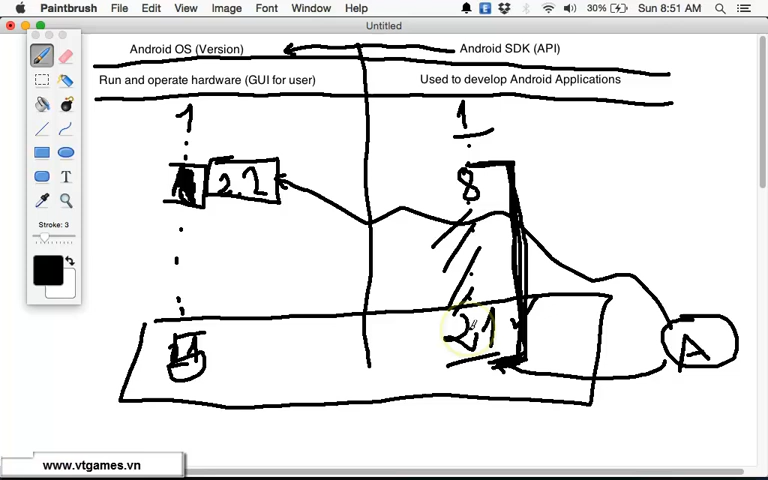 Paintbrush File Edit View Image Font Window Help 30% Sun 8:51 AM
Untitled
Android OS (Version) Android SDK (API)
Run and operate hardware (GUI for user) Used to develop Android Applications
1 1
2.2 8
21
A
T
Stroke: 3
www.vtgames.vn